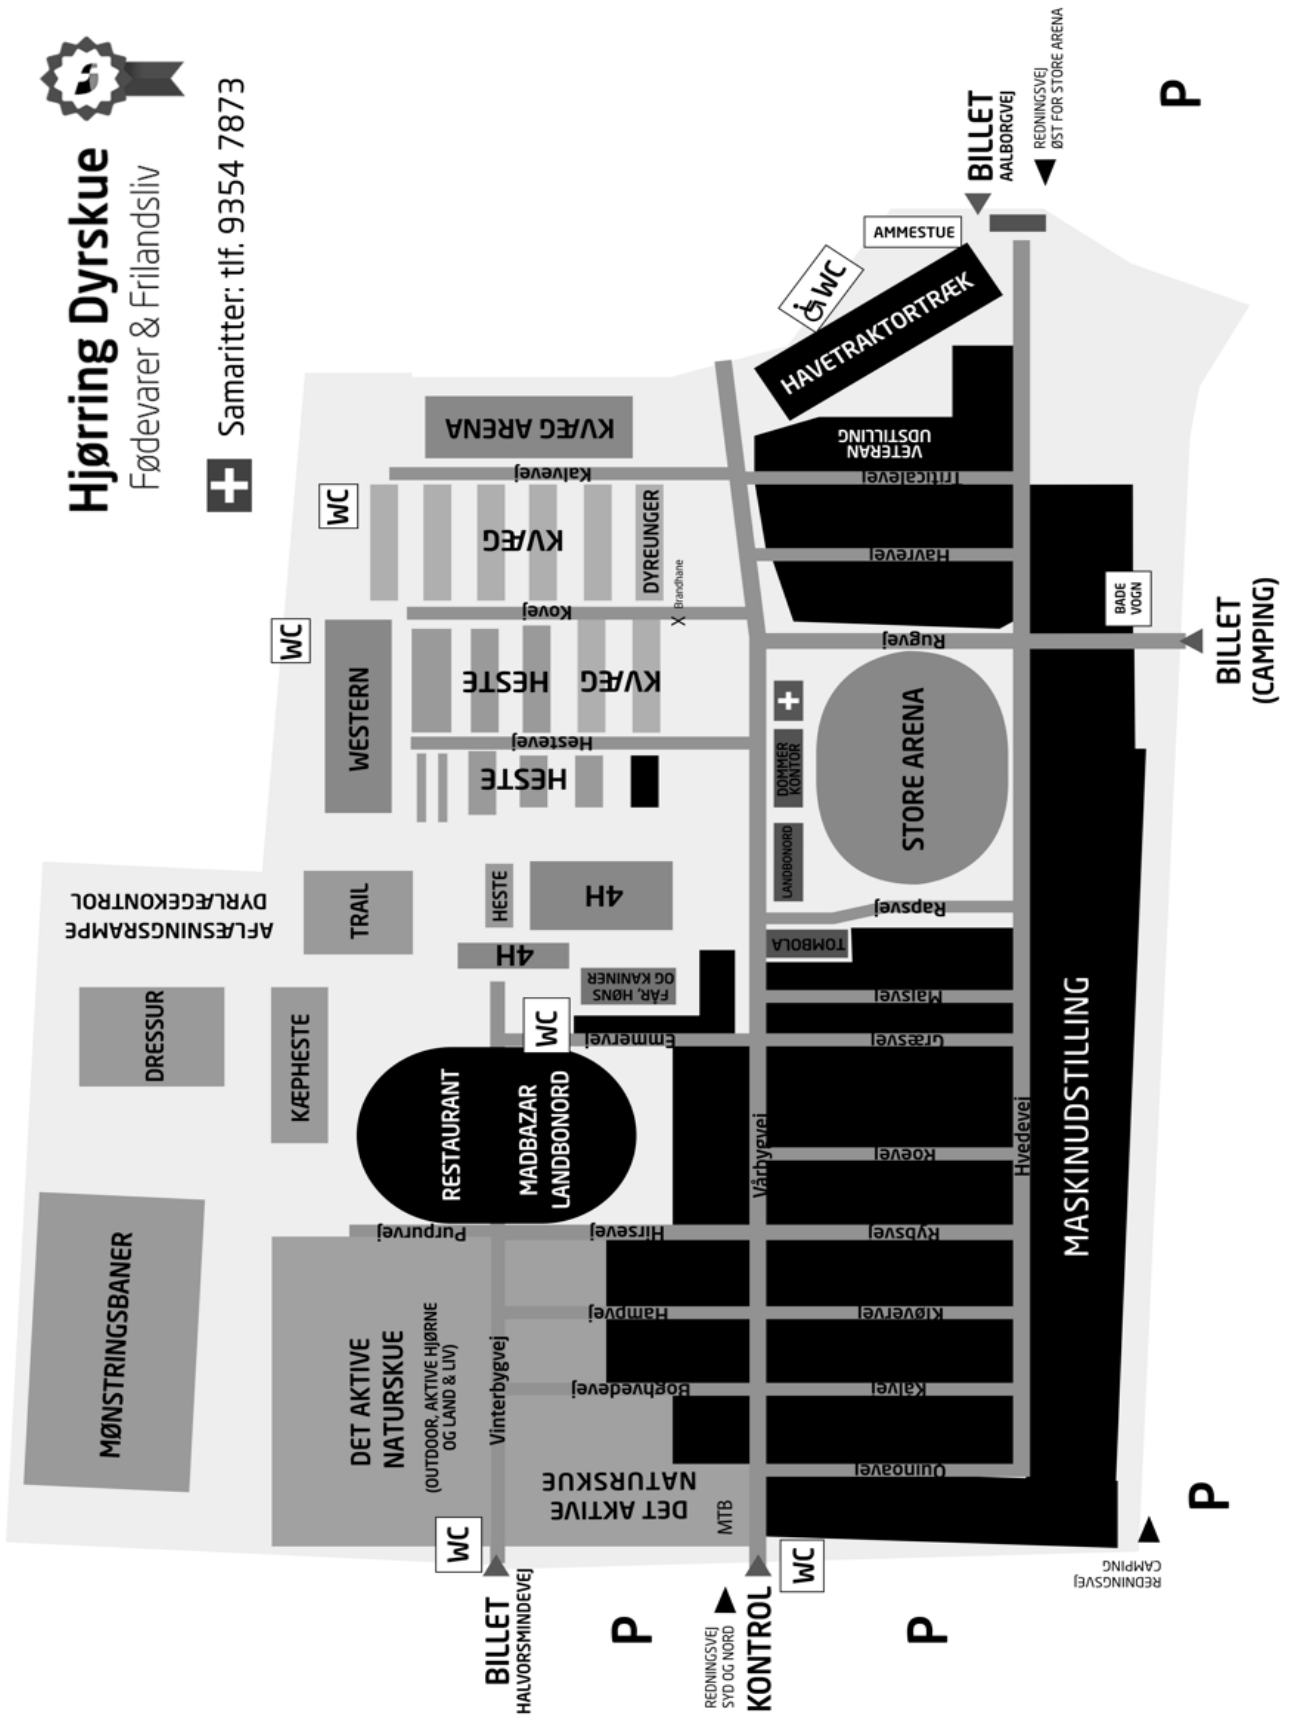 Hjørring Dyrskue
Fødevarer & Frilandsliv
Samaritter: tlf. 9354 7873
MØNSTRINGSBANER
DRESSUR
AFLÆSNINGSRAMPE
DYRLÆGEKONTROL
KÆPHESTE
TRAIL
WESTERN
WC
WC
DET AKTIVE
NATURSKUE
(OUTDOOR, AKTIVE HJØRNE
OG LAND & LIV)
Purpurvej
RESTAURANT
MADBAZAR
LANDBONORD
WC
4H
HESTE
4H
FÅR, HØNS
OG KANINER
HESTE
Hestevej
HESTE
KVÆG
Kovej
KVÆG
DYREUNGER
X Brandhane
Kalvevej
KVÆG ARENA
WC
BILLET
HALVORSMINDEVEJ
Vinterbygvej
DET AKTIVE
NATURSKUE
MTB
Boghvedevej
Hampvej
Hirsevej
Emmervej
P
REDNINGSVEJ
SYD OG NORD
KONTROL
WC
Vårbygvej
TOMBOLA
LANDBONORD
DOMMER
KONTOR
STORE ARENA
Quinoavej
Kalvej
Kløvervej
Rybsvej
Roevej
Græsvej
Majsvej
Rapsvej
Rugvej
Havrevej
Triticalevej
VETERAN
UDSTILLING
HAVETRAKTORTRÆK
WC
AMMESTUE
BILLET
AALBORGVEJ
REDNINGSVEJ
ØST FOR STORE ARENA
P
P
Hvedevej
MASKINUDSTILLING
BADE
VOGN
BILLET
(CAMPING)
REDNINGSVEJ
CAMPING
P